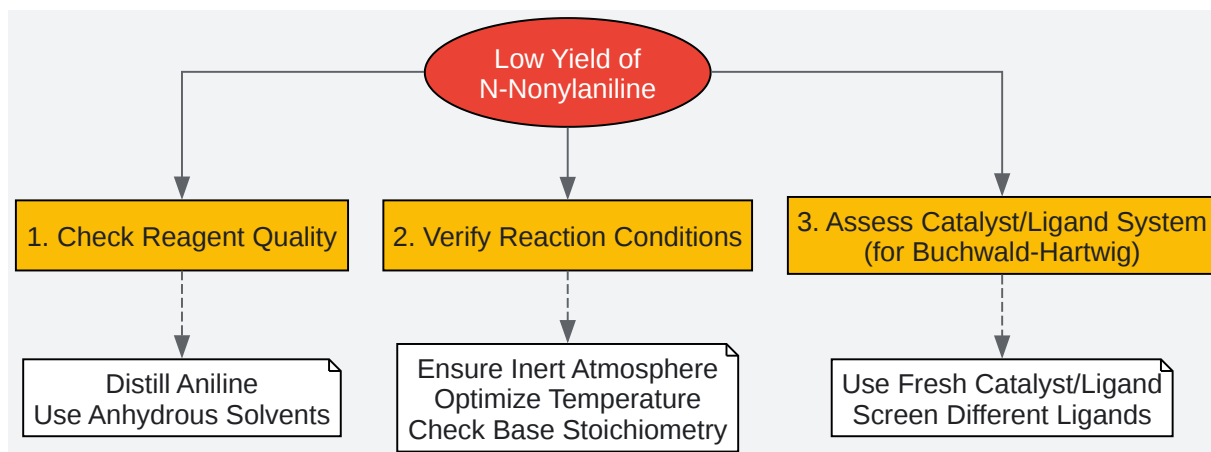 Low Yield of
N-Nonylaniline
1. Check Reagent Quality
2. Verify Reaction Conditions
3. Assess Catalyst/Ligand System
(for Buchwald-Hartwig)
Distill Aniline
Use Anhydrous Solvents
Ensure Inert Atmosphere
Optimize Temperature
Check Base Stoichiometry
Use Fresh Catalyst/Ligand
Screen Different Ligands